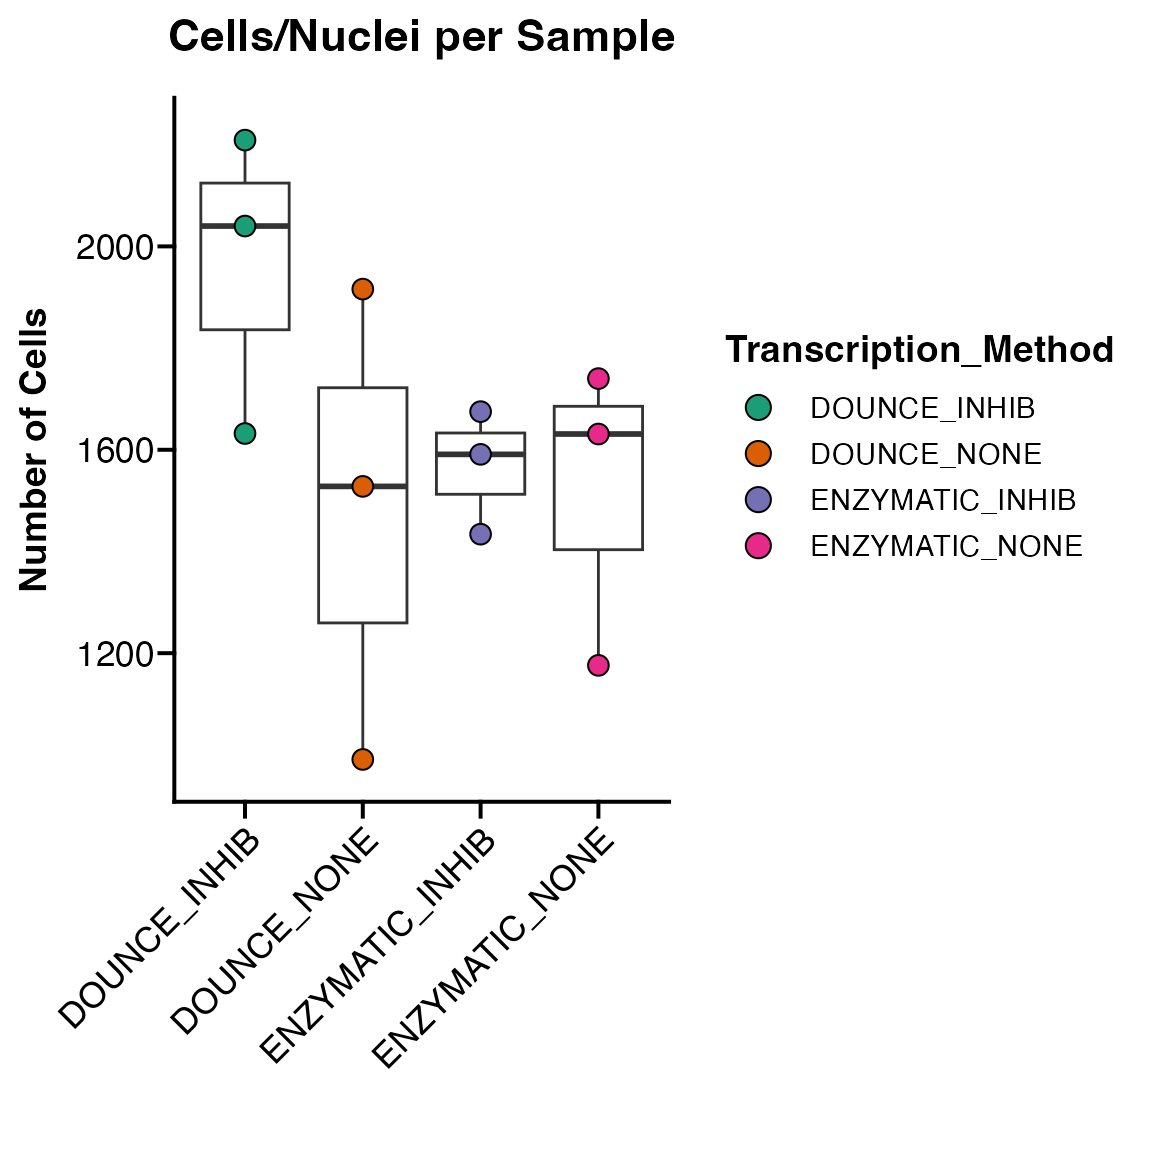 Cells/Nuclei per Sample
Number of Cells
2000
1600
1200
DOUNCE_INHIB
DOUNCE_NONE
ENZYMATIC_INHIB
ENZYMATIC_NONE
Transcription_Method
DOUNCE_INHIB
DOUNCE_NONE
ENZYMATIC_INHIB
ENZYMATIC_NONE